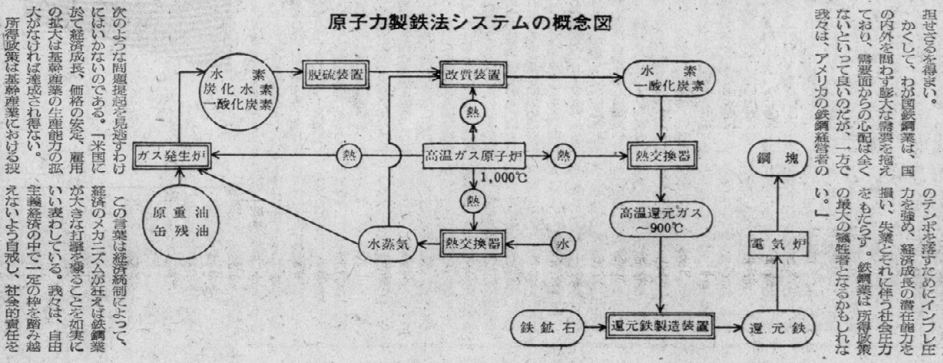 原子力製鉄法システムの概念図
担せざるを得まい。
かくして、わが国鉄鋼業は、国
の内外を問わず膨大な需要を抱え
ており、需要面からの心配は全く
ないといって良いのだが、一方で
我々は、アメリカの鉄鋼経営者の
次のような問題提起を見逃すわけ
にはいかないのである。「米国に
於て経済成長、価格の安定、雇用
の拡大は基幹産業の生産能力の拡
大がなければ達成され得ない。
所得政策は基幹産業における投
のテンポを落すためにインフレ圧
力を強め、経済成長の潜在能力を
損い、失業とそれに伴う社会圧力
をもたらす。鉄鋼業は所得政策
の最大の犠牲者となるかもしれな
い。」
この言葉は経済統制によって、
経済のメカニズムが狂えば鉄鋼業
が大きな打撃を蒙ることを如実に
いい表わしている。我々は、自由
主義経済の中で一定の枠を踏み越
えないよう自戒し、社会的責任を
水素
炭化水素
一酸化炭素
脱硫装置
改質装置
水素
一酸化炭素
熱
ガス発生炉
熱
高温ガス原子炉
1,000℃
熱
熱交換器
鋼塊
熱
原重油
缶残油
水蒸気
熱交換器
水
高温還元ガス
~900℃
電気炉
鉄鉱石
還元鉄製造装置
還元鉄